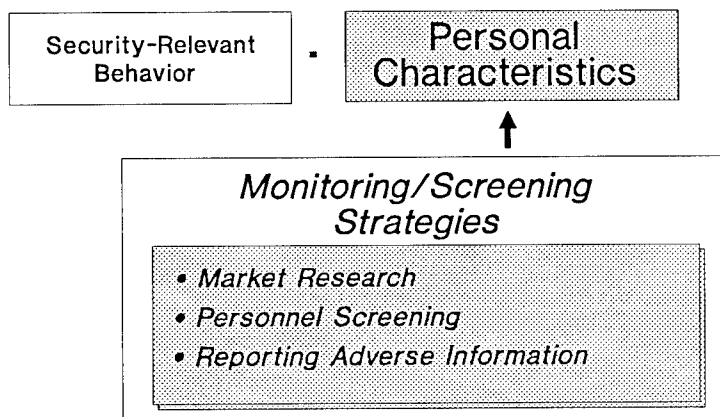 Security-Relevant
Behavior
Personal
Characteristics
Monitoring/Screening
Strategies
• Market Research
• Personnel Screening
• Reporting Adverse Information